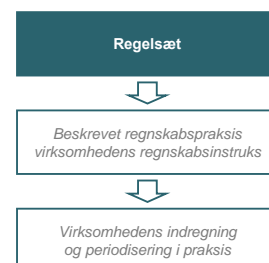 Regelsæt
Beskrevet regnskabspraksis
virksomhedens regnskabsinstruks
Virksomhedens indregning
og periodisering i praksis